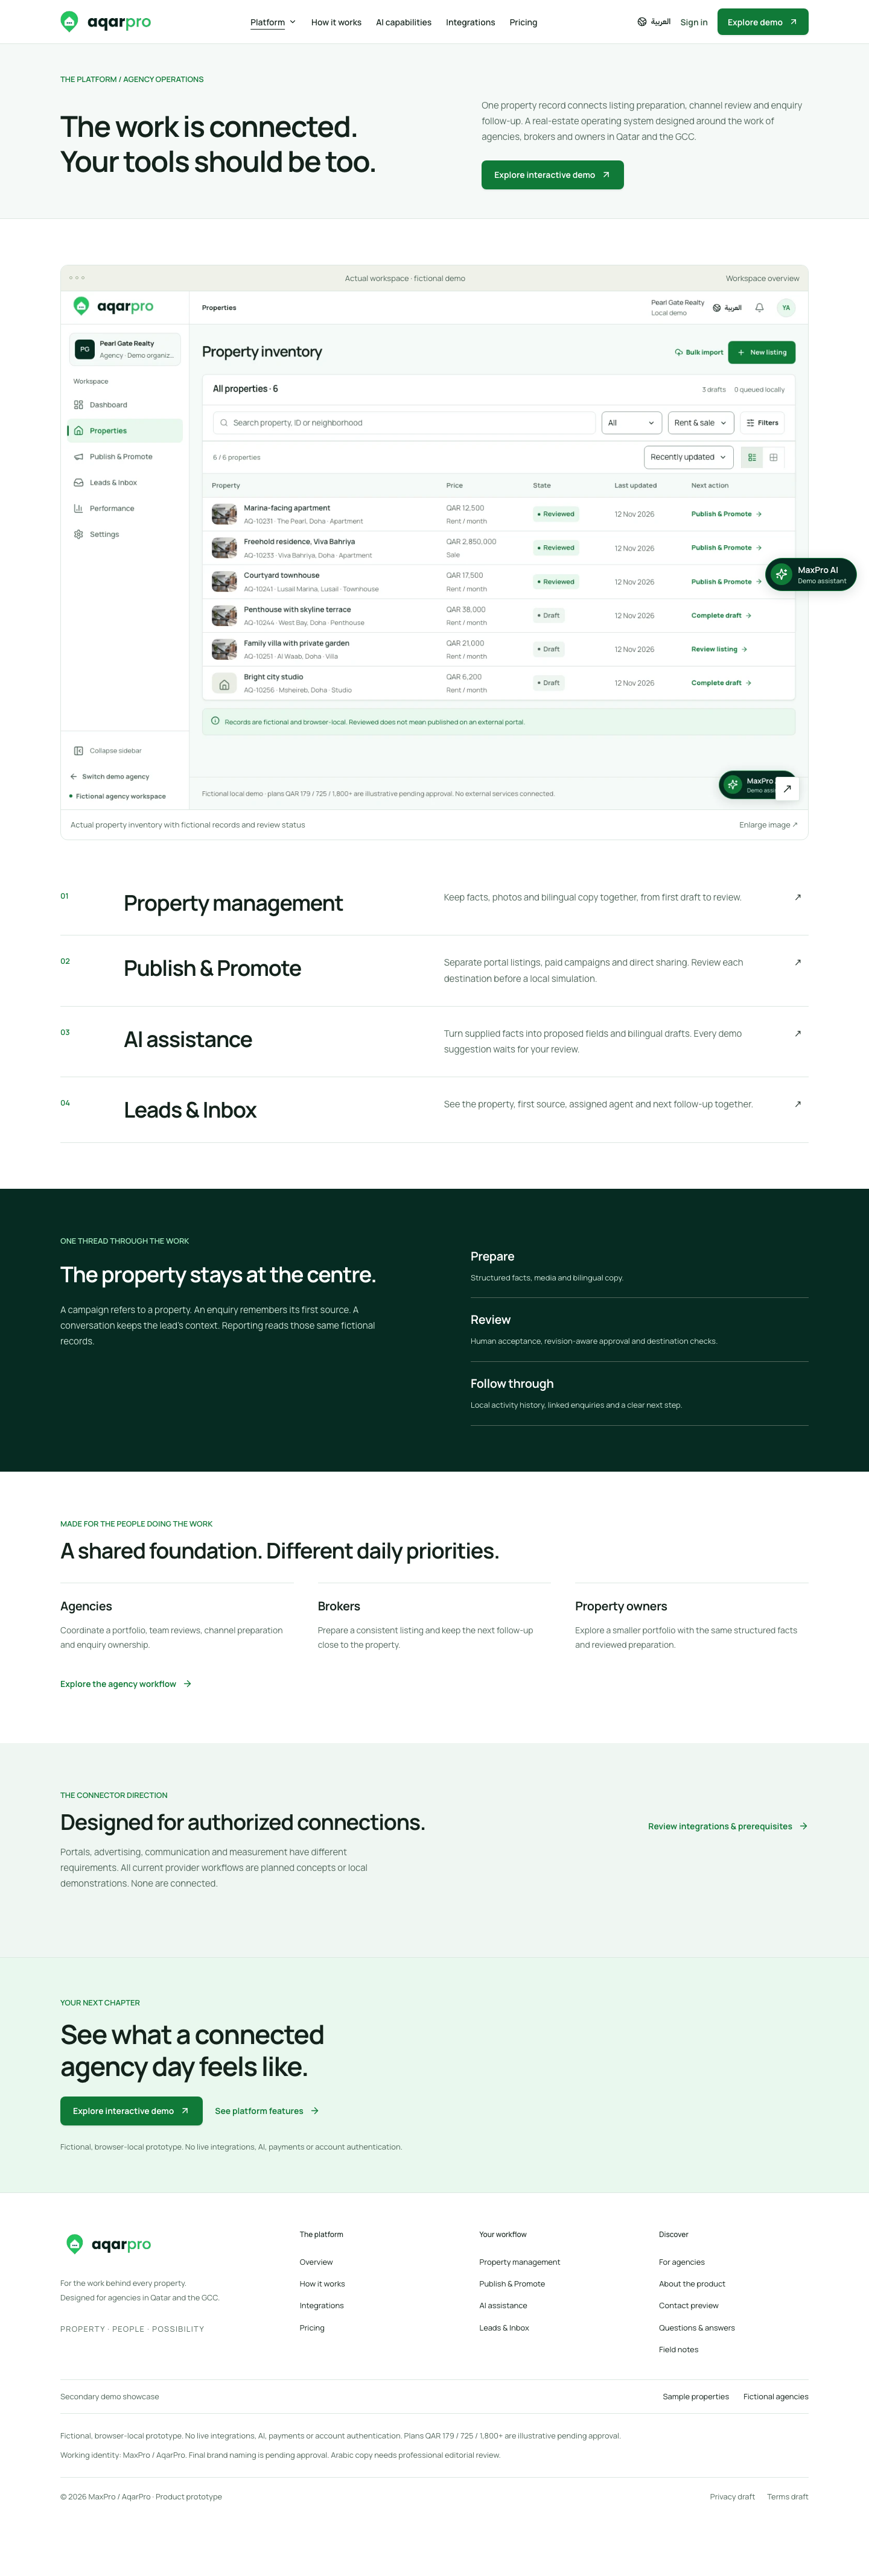 aqarpro
Platform
How it works
AI capabilities
Integrations
Pricing
العربية
Sign in
Explore demo
THE PLATFORM / AGENCY OPERATIONS
The work is connected.
Your tools should be too.
One property record connects listing preparation, channel review and enquiry
follow-up. A real-estate operating system designed around the work of
agencies, brokers and owners in Qatar and the GCC.
Explore interactive demo
Actual workspace · fictional demo
Workspace overview
aqarpro
Properties
Pearl Gate Realty
Local demo
العربية
YA
PG
Pearl Gate Realty
Agency · Demo organiz...
Workspace
Dashboard
Properties
Publish & Promote
Leads & Inbox
Performance
Settings
Property inventory
Bulk import
New listing
All properties · 6
3 drafts
0 queued locally
Search property, ID or neighborhood
All
Rent & sale
Filters
6 / 6 properties
Recently updated
Property Price State Last updated Next action
Marina-facing apartment
AQ-10231 · The Pearl, Doha · Apartment
QAR 12,500
Rent / month
Reviewed
12 Nov 2026
Publish & Promote
Freehold residence, Viva Bahriya
AQ-10233 · Viva Bahriya, Doha · Apartment
QAR 2,850,000
Sale
Reviewed
12 Nov 2026
Publish & Promote
Courtyard townhouse
AQ-10241 · Lusail Marina, Lusail · Townhouse
QAR 17,500
Rent / month
Reviewed
12 Nov 2026
Publish & Promote
Penthouse with skyline terrace
AQ-10244 · West Bay, Doha · Penthouse
QAR 38,000
Rent / month
Draft
12 Nov 2026
Complete draft
Family villa with private garden
AQ-10251 · Al Waab, Doha · Villa
QAR 21,000
Rent / month
Draft
12 Nov 2026
Review listing
Bright city studio
AQ-10256 · Msheireb, Doha · Studio
QAR 6,200
Rent / month
Draft
12 Nov 2026
Complete draft
MaxPro AI
Demo assistant
Records are fictional and browser-local. Reviewed does not mean published on an external portal.
Collapse sidebar
Switch demo agency
Fictional agency workspace
Fictional local demo · plans QAR 179 / 725 / 1,800+ are illustrative pending approval. No external services connected.
MaxPro
Demo
Actual property inventory with fictional records and review status
Enlarge image ↗
01
Property management
Keep facts, photos and bilingual copy together, from first draft to review.
↗
02
Publish & Promote
Separate portal listings, paid campaigns and direct sharing. Review each
destination before a local simulation.
↗
03
AI assistance
Turn supplied facts into proposed fields and bilingual drafts. Every demo
suggestion waits for your review.
↗
04
Leads & Inbox
See the property, first source, assigned agent and next follow-up together.
↗
ONE THREAD THROUGH THE WORK
The property stays at the centre.
A campaign refers to a property. An enquiry remembers its first source. A
conversation keeps the lead's context. Reporting reads those same fictional
records.
Prepare
Structured facts, media and bilingual copy.
Review
Human acceptance, revision-aware approval and destination checks.
Follow through
Local activity history, linked enquiries and a clear next step.
MADE FOR THE PEOPLE DOING THE WORK
A shared foundation. Different daily priorities.
Agencies
Coordinate a portfolio, team reviews, channel preparation
and enquiry ownership.
Brokers
Prepare a consistent listing and keep the next follow-up
close to the property.
Property owners
Explore a smaller portfolio with the same structured facts
and reviewed preparation.
Explore the agency workflow
THE CONNECTOR DIRECTION
Designed for authorized connections.
Portals, advertising, communication and measurement have different
requirements. All current provider workflows are planned concepts or local
demonstrations. None are connected.
Review integrations & prerequisites
YOUR NEXT CHAPTER
See what a connected
agency day feels like.
Explore interactive demo
See platform features
Fictional, browser-local prototype. No live integrations, AI, payments or account authentication.
aqarpro
For the work behind every property.
Designed for agencies in Qatar and the GCC.
PROPERTY · PEOPLE · POSSIBILITY
The platform
Overview
How it works
Integrations
Pricing
Your workflow
Property management
Publish & Promote
AI assistance
Leads & Inbox
Discover
For agencies
About the product
Contact preview
Questions & answers
Field notes
Secondary demo showcase
Sample properties
Fictional agencies
Fictional, browser-local prototype. No live integrations, AI, payments or account authentication. Plans QAR 179 / 725 / 1,800+ are illustrative pending approval.
Working identity: MaxPro / AqarPro. Final brand naming is pending approval. Arabic copy needs professional editorial review.
© 2026 MaxPro / AqarPro · Product prototype
Privacy draft
Terms draft